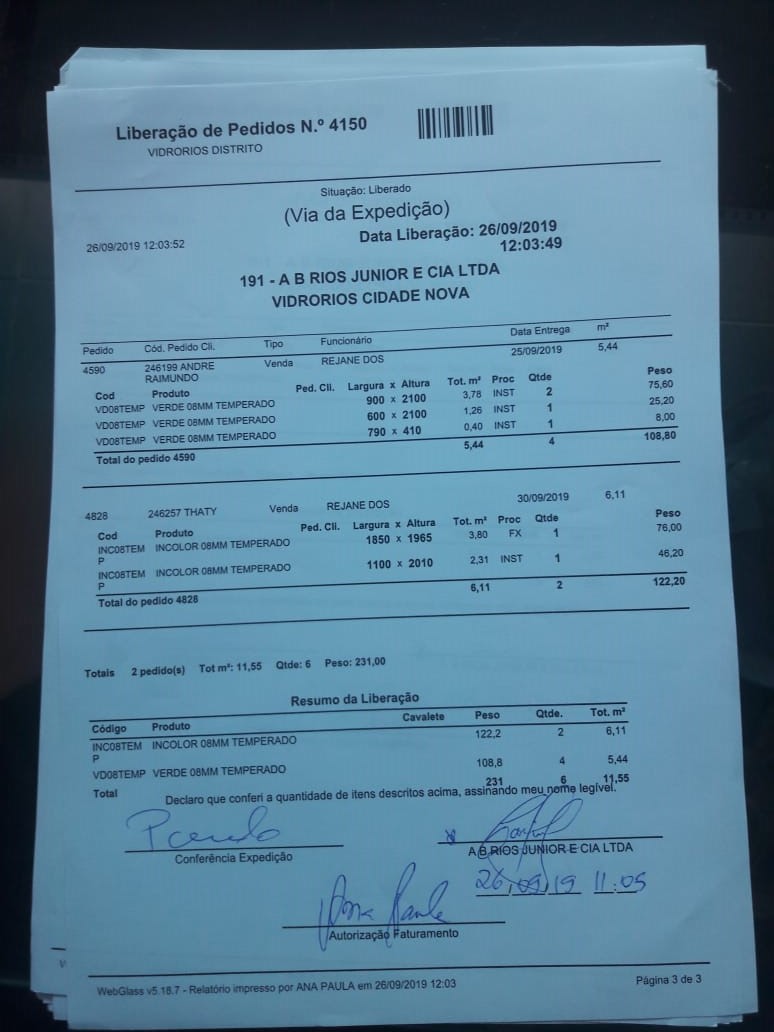 Liberação de Pedidos N.º 4150
VIDRORIOS DISTRITO
Situação: Liberado
(Via da Expedição)
26/09/2019 12:03:52
Data Liberação: 26/09/2019
12:03:49
191 - A B RIOS JUNIOR E CIA LTDA
VIDRORIOS CIDADE NOVA
Pedido Cód. Pedido Cli. Tipo Funcionário Data Entrega m²
4590 246199 ANDRE RAIMUNDO Venda REJANE DOS 25/09/2019 5,44
Cod Produto Ped. Cli. Largura x Altura Tot. m² Proc Qtde Peso
VD08TEMP VERDE 08MM TEMPERADO 900 x 2100 3,78 INST 2 75,60
VD08TEMP VERDE 08MM TEMPERADO 600 x 2100 1,26 INST 1 25,20
VD08TEMP VERDE 08MM TEMPERADO 790 x 410 0,40 INST 1 8,00
Total do pedido 4590 5,44 4 108,80
4828 246257 THATY Venda REJANE DOS 30/09/2019 6,11
Cod Produto Ped. Cli. Largura x Altura Tot. m² Proc Qtde Peso
INC08TEM INCOLOR 08MM TEMPERADO 1850 x 1965 3,80 FX 1 76,00
P
INC08TEM INCOLOR 08MM TEMPERADO 1100 x 2010 2,31 INST 1 46,20
P
Total do pedido 4828 6,11 2 122,20
Totais 2 pedido(s) Tot m²: 11,55 Qtde: 6 Peso: 231,00
Resumo da Liberação
Código Produto Cavalete Peso Qtde. Tot. m²
INC08TEM INCOLOR 08MM TEMPERADO 122,2 2 6,11
P
VD08TEMP VERDE 08MM TEMPERADO 108,8 4 5,44
Total 231 6 11,55
Declaro que conferi a quantidade de itens descritos acima, assinando meu nome legível.
Conferência Expedição
A B RIOS JUNIOR E CIA LTDA
26/09/19 11:05
Ana Paula
Autorização Faturamento
WebGlass v5.18.7 - Relatório impresso por ANA PAULA em 26/09/2019 12:03
Página 3 de 3